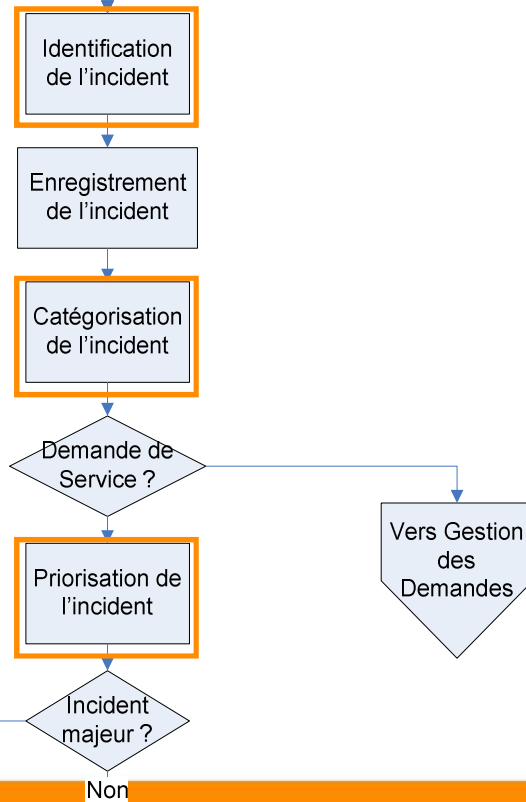 Identification
de l’incident
Enregistrement
de l’incident
Catégorisation
de l’incident
Demande de
Service ?
Vers Gestion
des
Demandes
Priorisation de
l’incident
Incident
majeur ?
Non